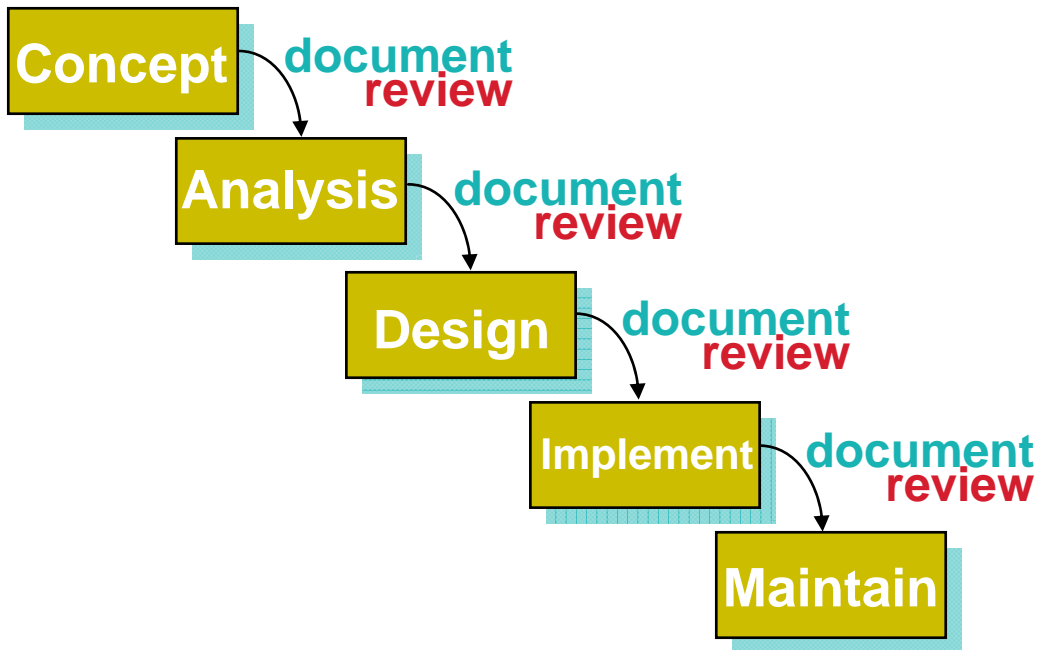 Concept
document
review
Analysis
document
review
Design
document
review
Implement
document
review
Maintain